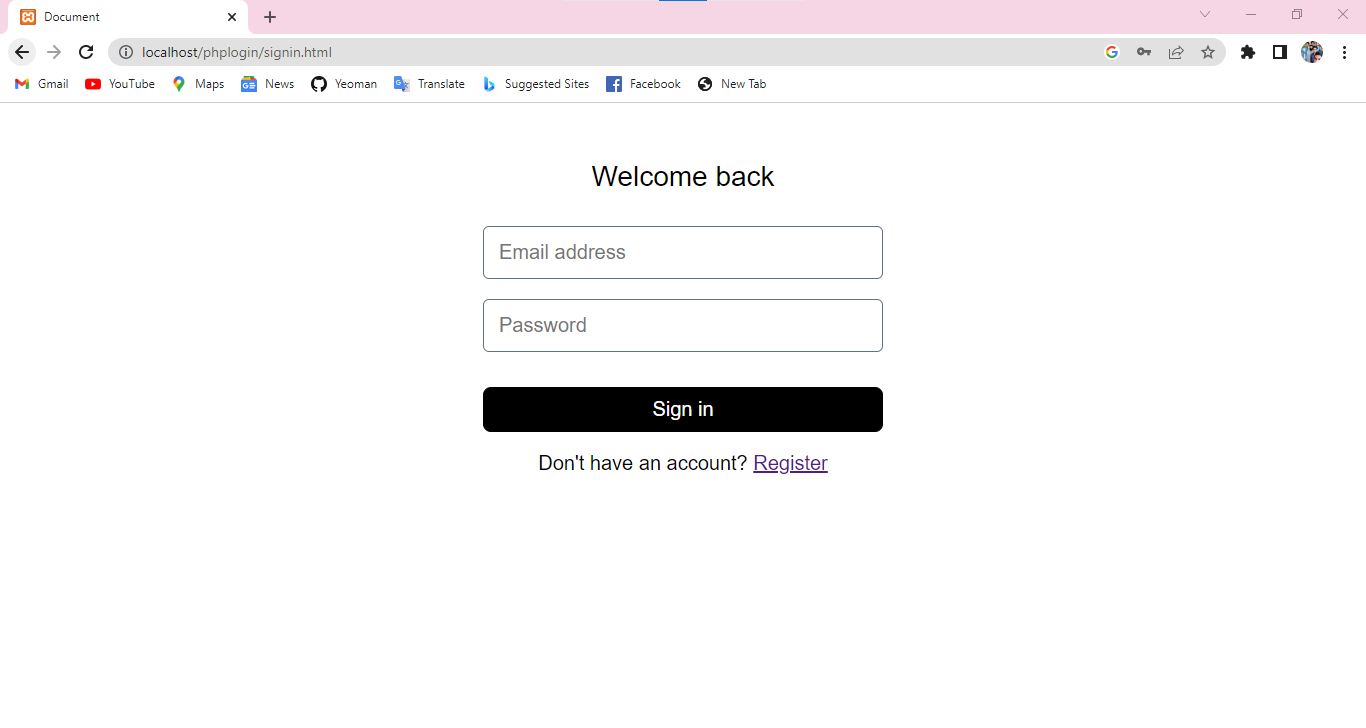 Document
localhost/phplogin/signin.html
Gmail YouTube Maps News Yeoman Translate Suggested Sites Facebook New Tab
Welcome back
Email address
Password
Sign in
Don't have an account? Register